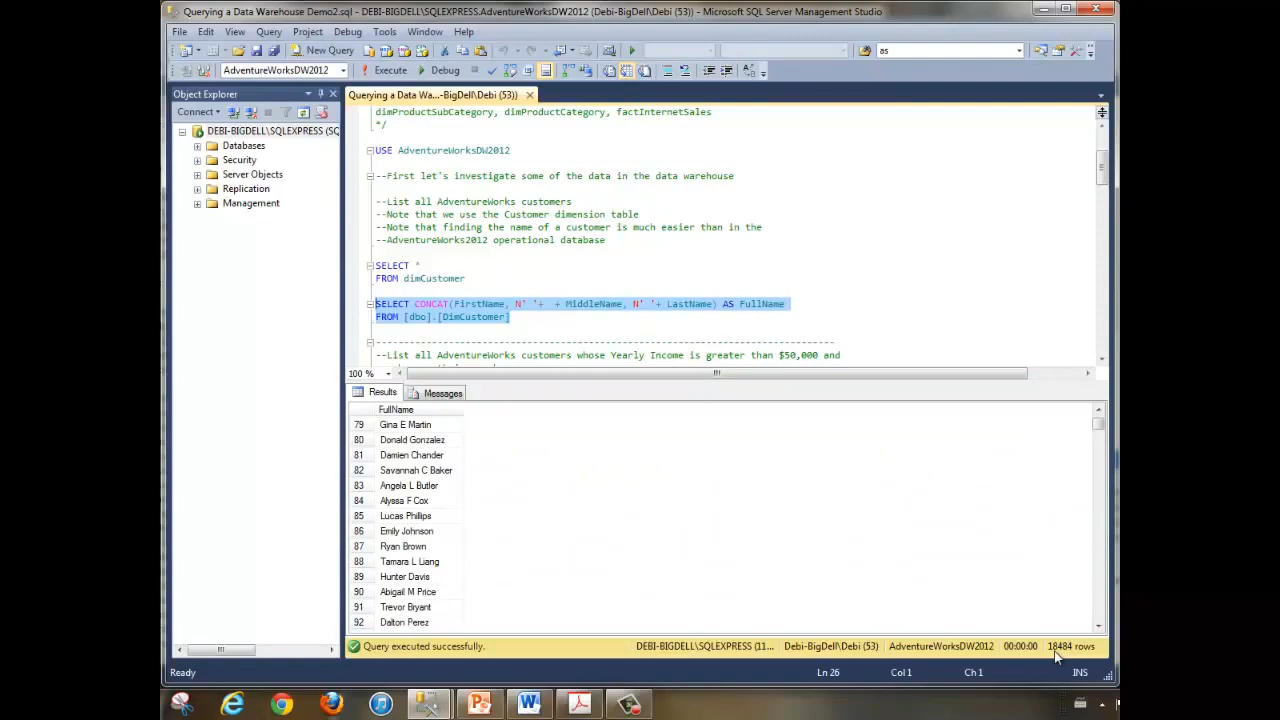 Querying a Data Warehouse Demo2.sql - DEBI-BIGDELL\SQLEXPRESS.AdventureWorksDW2012 (Debi-BigDell\Debi (53)) - Microsoft SQL Server Management Studio
File Edit View Query Project Debug Tools Window Help
New Query as
AdventureWorksDW2012 Execute Debug
Object Explorer
Querying a Data Wa...-BigDell\Debi (53))
Connect
DEBI-BIGDELL\SQLEXPRESS (SQ
Databases
Security
Server Objects
Replication
Management
dimProductSubCategory, dimProductCategory, factInternetSales
*/
USE AdventureWorksDW2012
--First let's investigate some of the data in the data warehouse
--List all AdventureWorks customers
--Note that we use the Customer dimension table
--Note that finding the name of a customer is much easier than in the
--AdventureWorks2012 operational database
SELECT *
FROM dimCustomer
SELECT CONCAT(FirstName, N' '+  + MiddleName, N' '+ LastName) AS FullName
FROM [dbo].[DimCustomer]
--List all AdventureWorks customers whose Yearly Income is greater than $50,000 and
100 %
Results Messages
FullName
79 Gina E Martin
80 Donald Gonzalez
81 Damien Chander
82 Savannah C Baker
83 Angela L Butler
84 Alyssa F Cox
85 Lucas Phillips
86 Emily Johnson
87 Ryan Brown
88 Tamara L Liang
89 Hunter Davis
90 Abigail M Price
91 Trevor Bryant
92 Dalton Perez
Query executed successfully. DEBI-BIGDELL\SQLEXPRESS (11... Debi-BigDell\Debi (53) AdventureWorksDW2012 00:00:00 18484 rows
Ready Ln 26 Col 1 Ch 1 INS